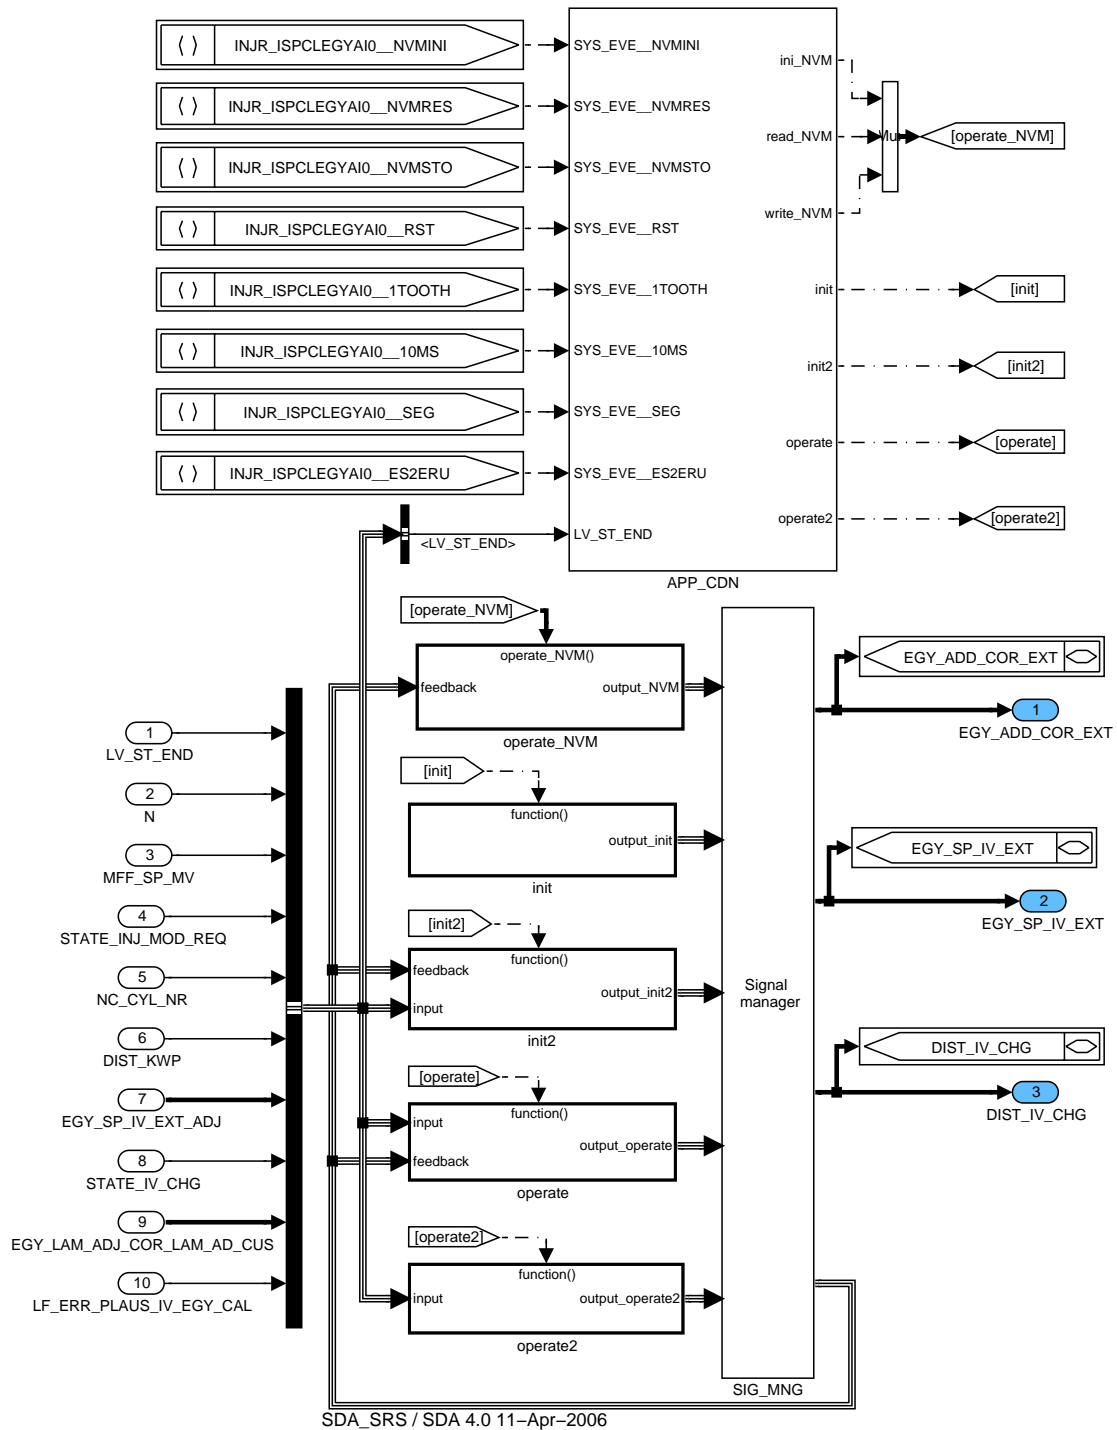 INJR_ISPCLEGYAI0__NVMINI
SYS_EVE__NVMINI
ini_NVM
INJR_ISPCLEGYAI0__NVMRES
SYS_EVE__NVMRES
read_NVM
Mux
[operate_NVM]
INJR_ISPCLEGYAI0__NVMSTO
SYS_EVE__NVMSTO
write_NVM
INJR_ISPCLEGYAI0__RST
SYS_EVE__RST
INJR_ISPCLEGYAI0__1TOOTH
SYS_EVE__1TOOTH
init
[init]
INJR_ISPCLEGYAI0__10MS
SYS_EVE__10MS
init2
[init2]
INJR_ISPCLEGYAI0__SEG
SYS_EVE__SEG
operate
[operate]
INJR_ISPCLEGYAI0__ES2ERU
SYS_EVE__ES2ERU
operate2
[operate2]
<LV_ST_END>
LV_ST_END
APP_CDN
[operate_NVM]
operate_NVM()
feedback
output_NVM
operate_NVM
EGY_ADD_COR_EXT
1
EGY_ADD_COR_EXT
1
LV_ST_END
[init]
function()
output_init
init
2
N
3
MFF_SP_MV
EGY_SP_IV_EXT
2
EGY_SP_IV_EXT
4
STATE_INJ_MOD_REQ
[init2]
function()
feedback
input
output_init2
init2
Signal
manager
5
NC_CYL_NR
6
DIST_KWP
DIST_IV_CHG
3
DIST_IV_CHG
[operate]
function()
input
feedback
output_operate
operate
7
EGY_SP_IV_EXT_ADJ
8
STATE_IV_CHG
9
EGY_LAM_ADJ_COR_LAM_AD_CUS
[operate2]
function()
input
output_operate2
operate2
10
LF_ERR_PLAUS_IV_EGY_CAL
SIG_MNG
SDA_SRS / SDA 4.0 11−Apr−2006